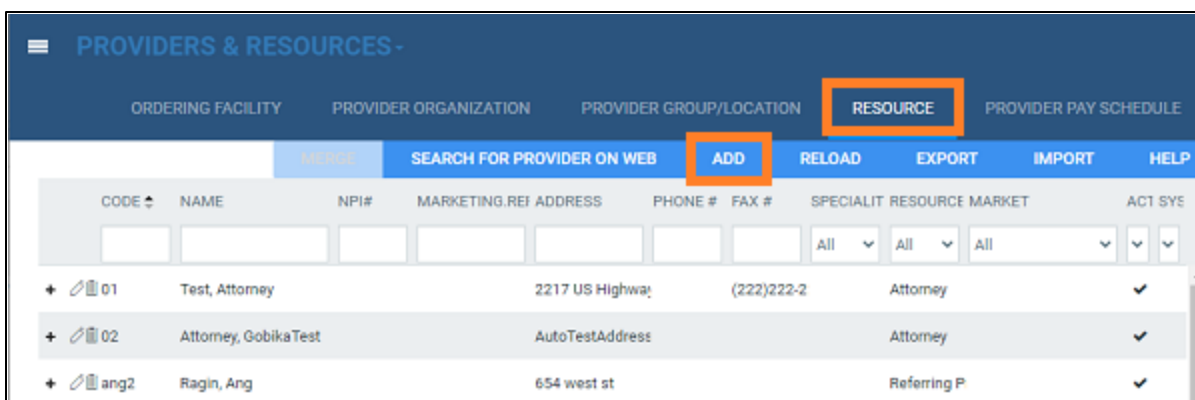 PROVIDERS & RESOURCES
ORDERING FACILITY PROVIDER ORGANIZATION PROVIDER GROUP/LOCATION RESOURCE PROVIDER PAY SCHEDULE
MERGE SEARCH FOR PROVIDER ON WEB ADD RELOAD EXPORT IMPORT HELP
CODE NAME NPI# MARKETING.REF ADDRESS PHONE # FAX # SPECIALIT RESOURCE MARKET ACT SYS
All All All
01 Test, Attorney 2217 US Highway (222)222-2 Attorney
02 Attorney, GobikaTest AutoTestAddress Attorney
ang2 Ragin, Ang 654 west st Referring P